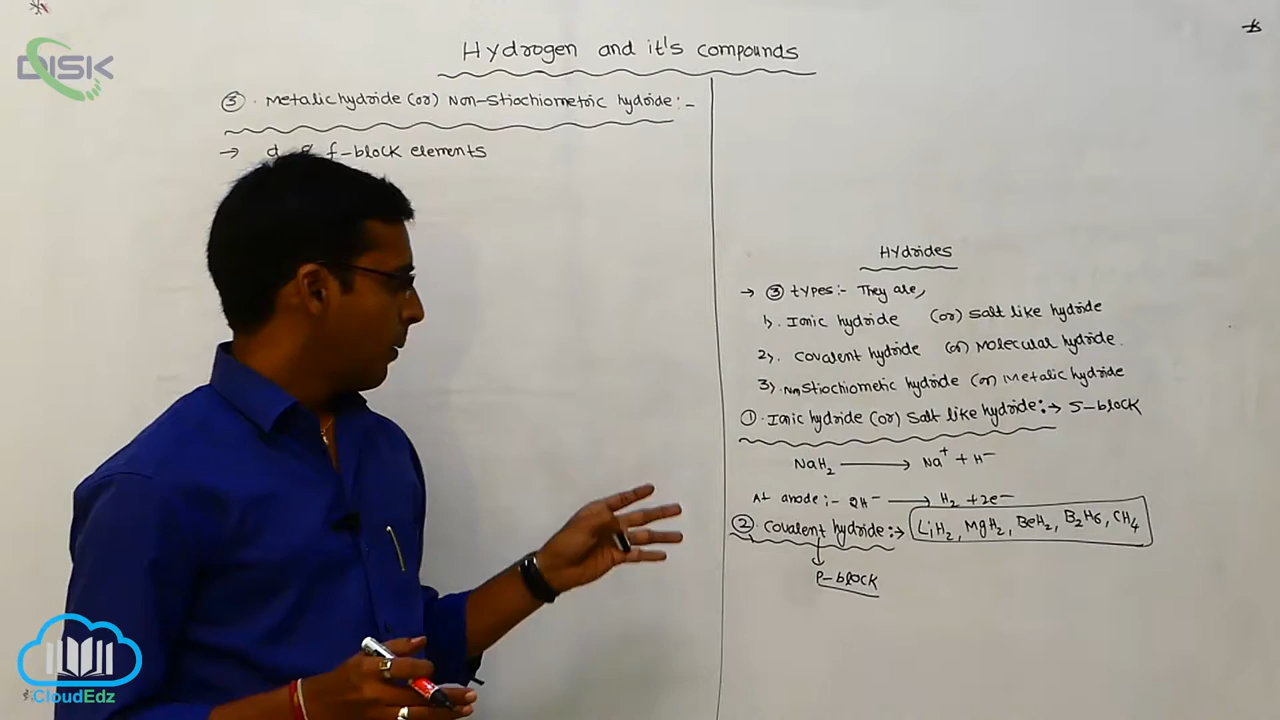 DISK
Hydrogen and it's compounds
③. Metalichydride (or) Non-Stiochiometric hydride:-
→ d & f-block elements
Hydrides
→ ③ types:- They are,
1). Ionic hydride (or) Salt like hydride
2). Covalent hydride (or) Molecular hydride.
3). Non Stiochiometic hydride (or) Metalic hydride
①. Ionic hydride (or) Salt like hydride:→ S-block
NaH₂ → Na⁺ + H⁻
At anode:- 2H⁻ → H₂ + 2e⁻
②. Covalent hydride:→ LiH₂, MgH₂, BeH₂, B₂H₆, CH₄
P-block
CloudEdz